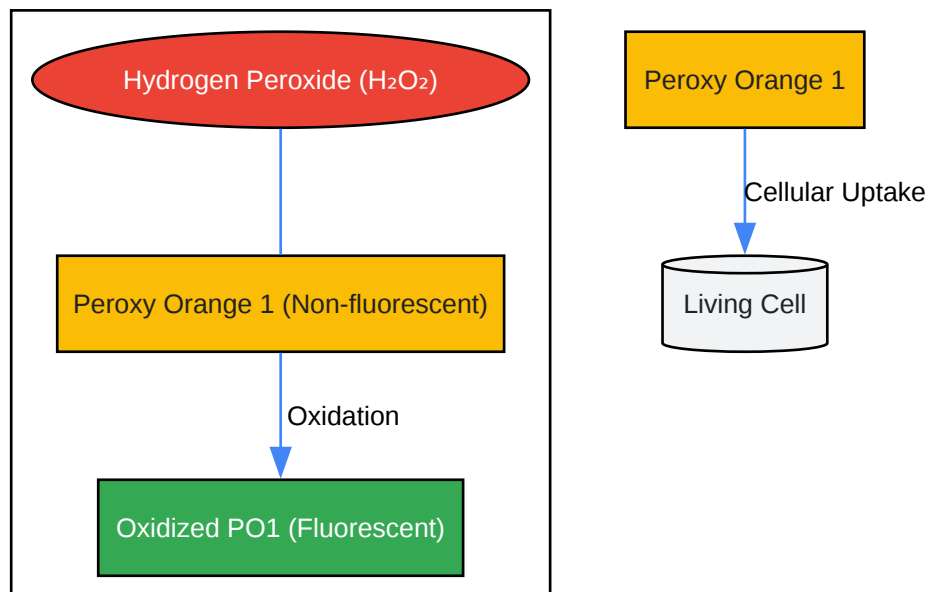 Hydrogen Peroxide (H₂O₂)
Peroxy Orange 1 (Non-fluorescent)
Oxidation
Oxidized PO1 (Fluorescent)
Peroxy Orange 1
Cellular Uptake
Living Cell